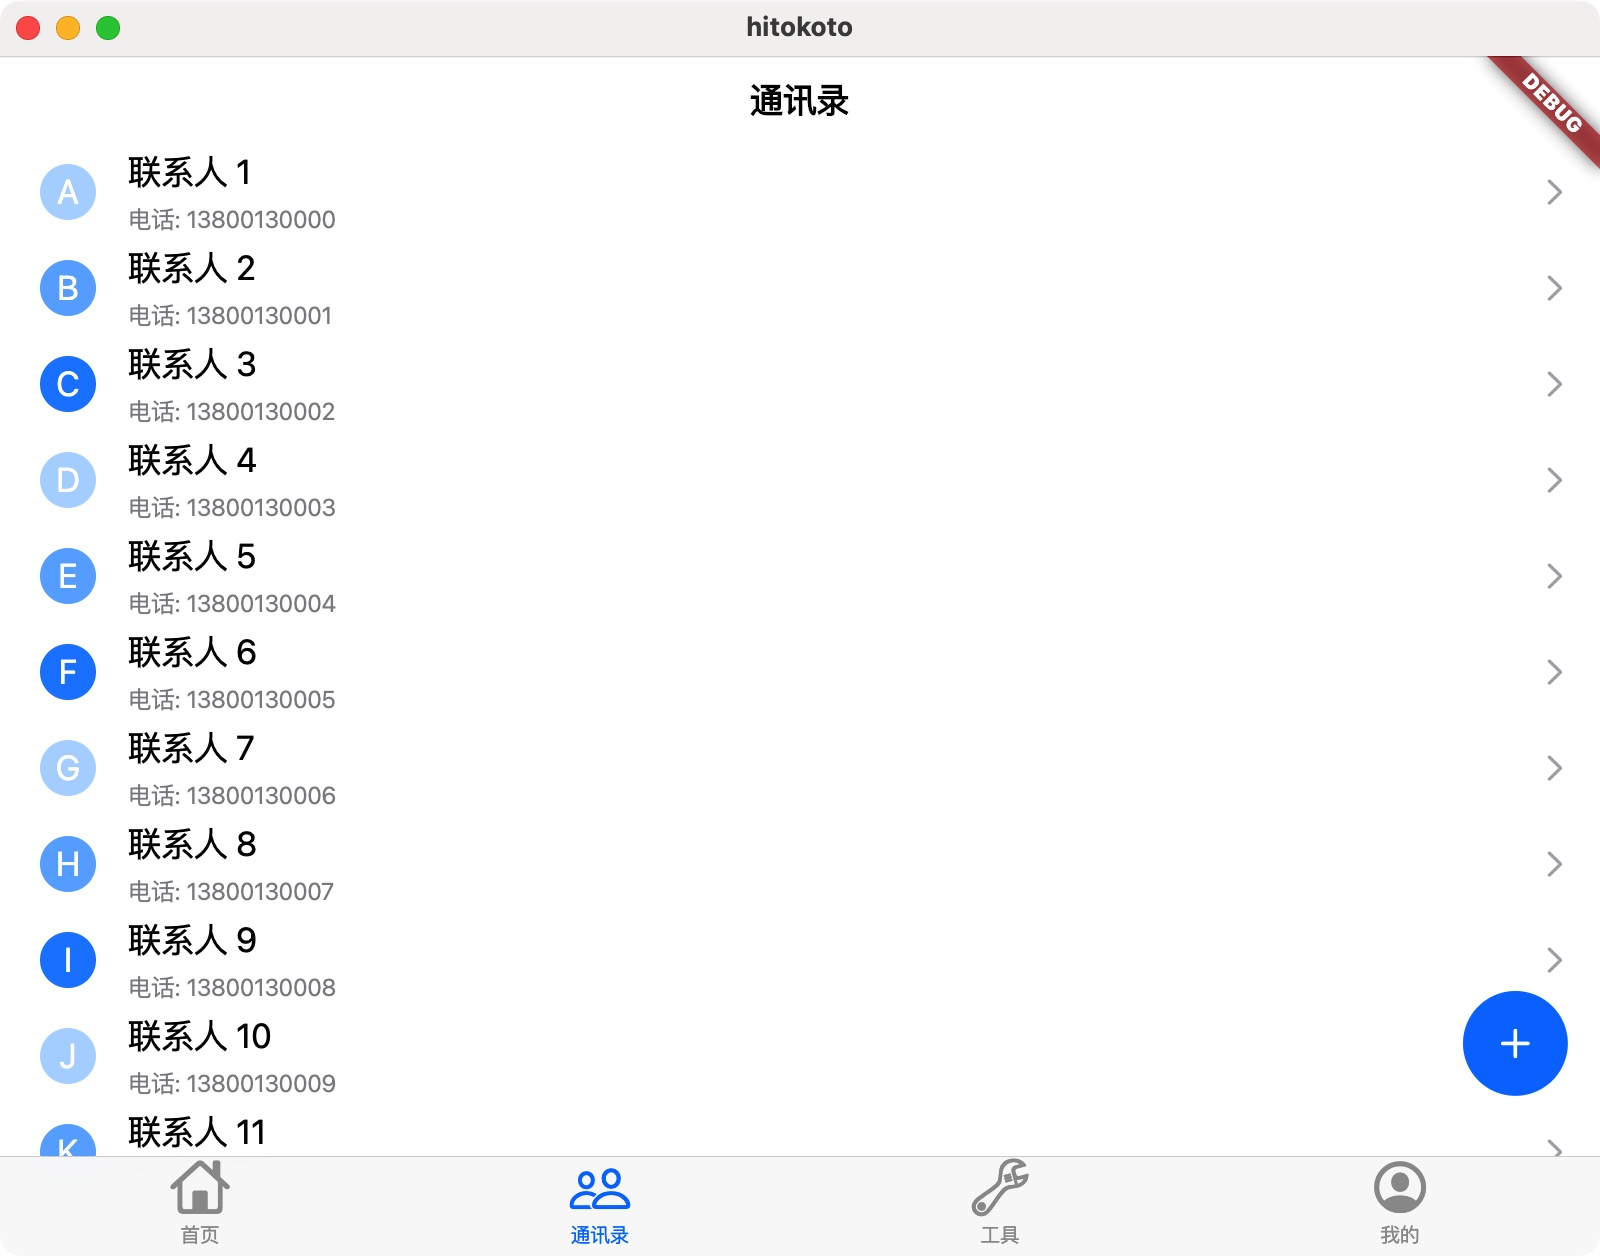 hitokoto
通讯录
DEBUG
A
联系人 1
电话: 13800130000
B
联系人 2
电话: 13800130001
C
联系人 3
电话: 13800130002
D
联系人 4
电话: 13800130003
E
联系人 5
电话: 13800130004
F
联系人 6
电话: 13800130005
G
联系人 7
电话: 13800130006
H
联系人 8
电话: 13800130007
I
联系人 9
电话: 13800130008
J
联系人 10
电话: 13800130009
K
联系人 11
首页
通讯录
工具
我的